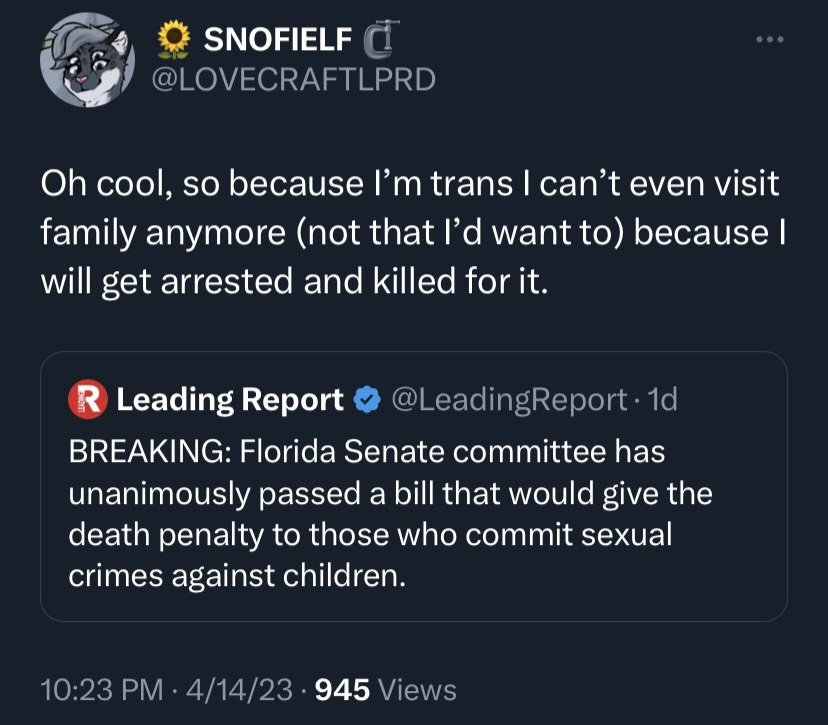 🌻 SNOFIELF 🗜️
@LOVECRAFTLPRD
Oh cool, so because I’m trans I can’t even visit
family anymore (not that I’d want to) because I
will get arrested and killed for it.
LEADING R Leading Report @LeadingReport · 1d
BREAKING: Florida Senate committee has
unanimously passed a bill that would give the
death penalty to those who commit sexual
crimes against children.
10:23 PM · 4/14/23 · 945 Views